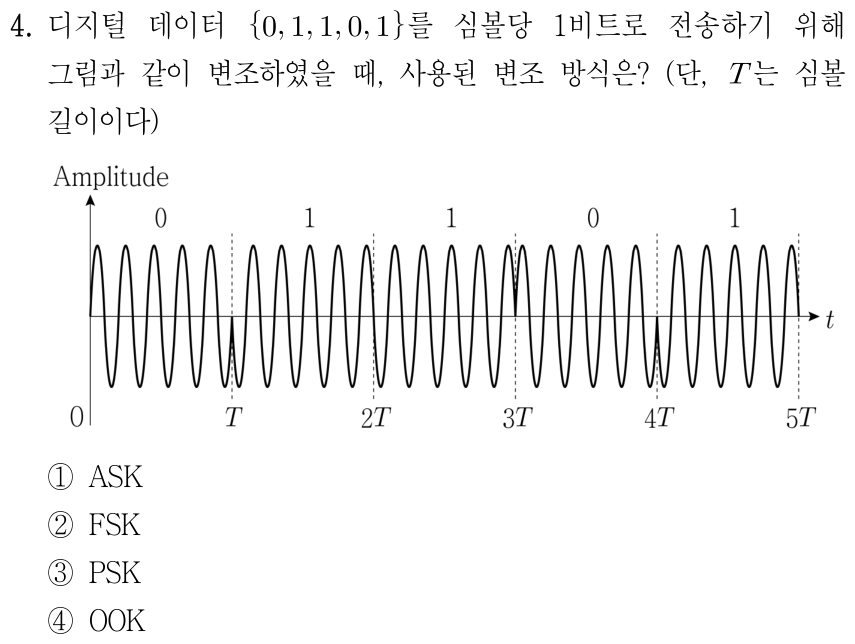 4. 디지털 데이터 {0, 1, 1, 0, 1}를 심볼당 1비트로 전송하기 위해
그림과 같이 변조하였을 때, 사용된 변조 방식은? (단, T는 심볼
길이이다)
Amplitude
0 1 1 0 1
t
0 T 2T 3T 4T 5T
① ASK
② FSK
③ PSK
④ OOK